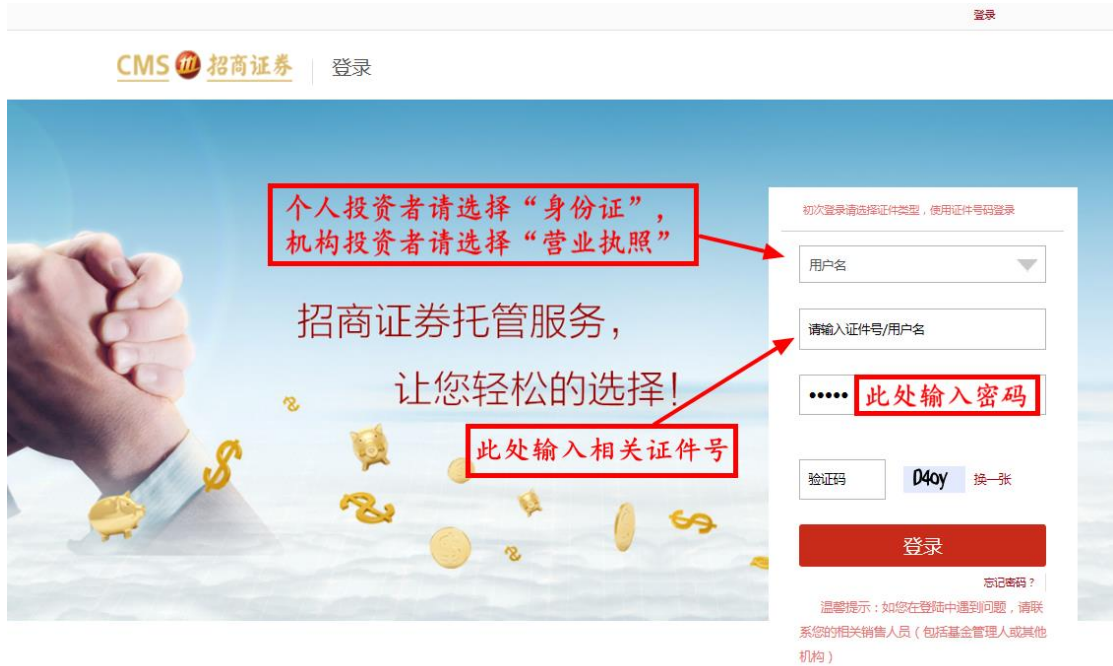 登录
CMS 招商证券 登录
个人投资者请选择“身份证”，
机构投资者请选择“营业执照”
初次登录请选择证件类型，使用证件号码登录
用户名
招商证券托管服务，
请输入证件号/用户名
让您轻松的选择！
此处输入密码
此处输入相关证件号
验证码 D4oy 换一张
登录
忘记密码？
温馨提示：如您在登陆中遇到问题，请联
系您的相关销售人员（包括基金管理人或其他
机构）